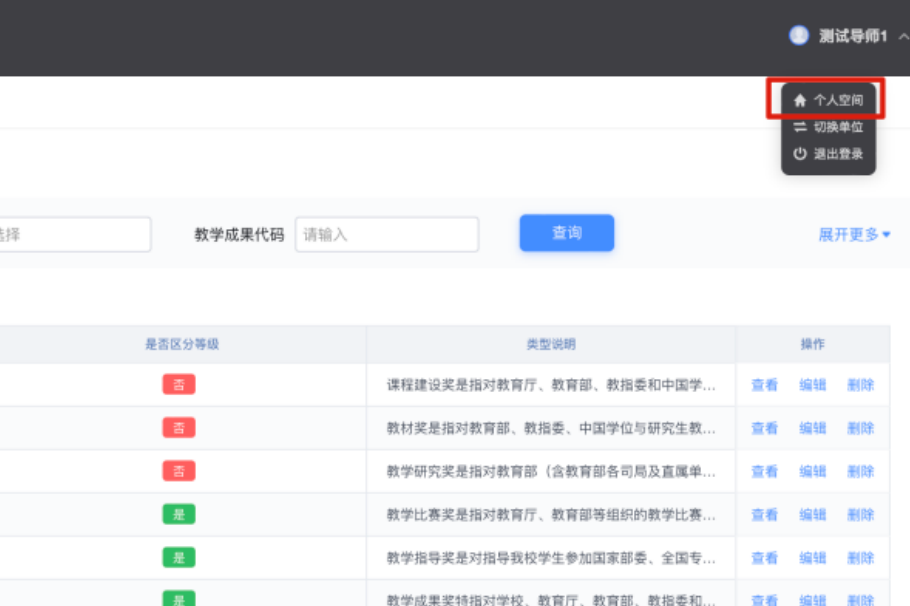 测试导师1
个人空间
切换单位
退出登录
选择
教学成果代码
请输入
查询
展开更多
是否区分等级 类型说明 操作
否 课程建设奖是指对教育厅、教育部、教指委和中国学... 查看 编辑 删除
否 教材奖是指对教育部、教指委、中国学位与研究生教... 查看 编辑 删除
否 教学研究奖是指对教育部（含教育部各司局及直属单... 查看 编辑 删除
是 教学比赛奖是指对教育厅、教育部等组织的教学比赛... 查看 编辑 删除
是 教学指导奖是对指导我校学生参加国家部委、全国专... 查看 编辑 删除
是 教学成果奖特指对学校、教育厅、教育部、教指委和... 查看 编辑 删除